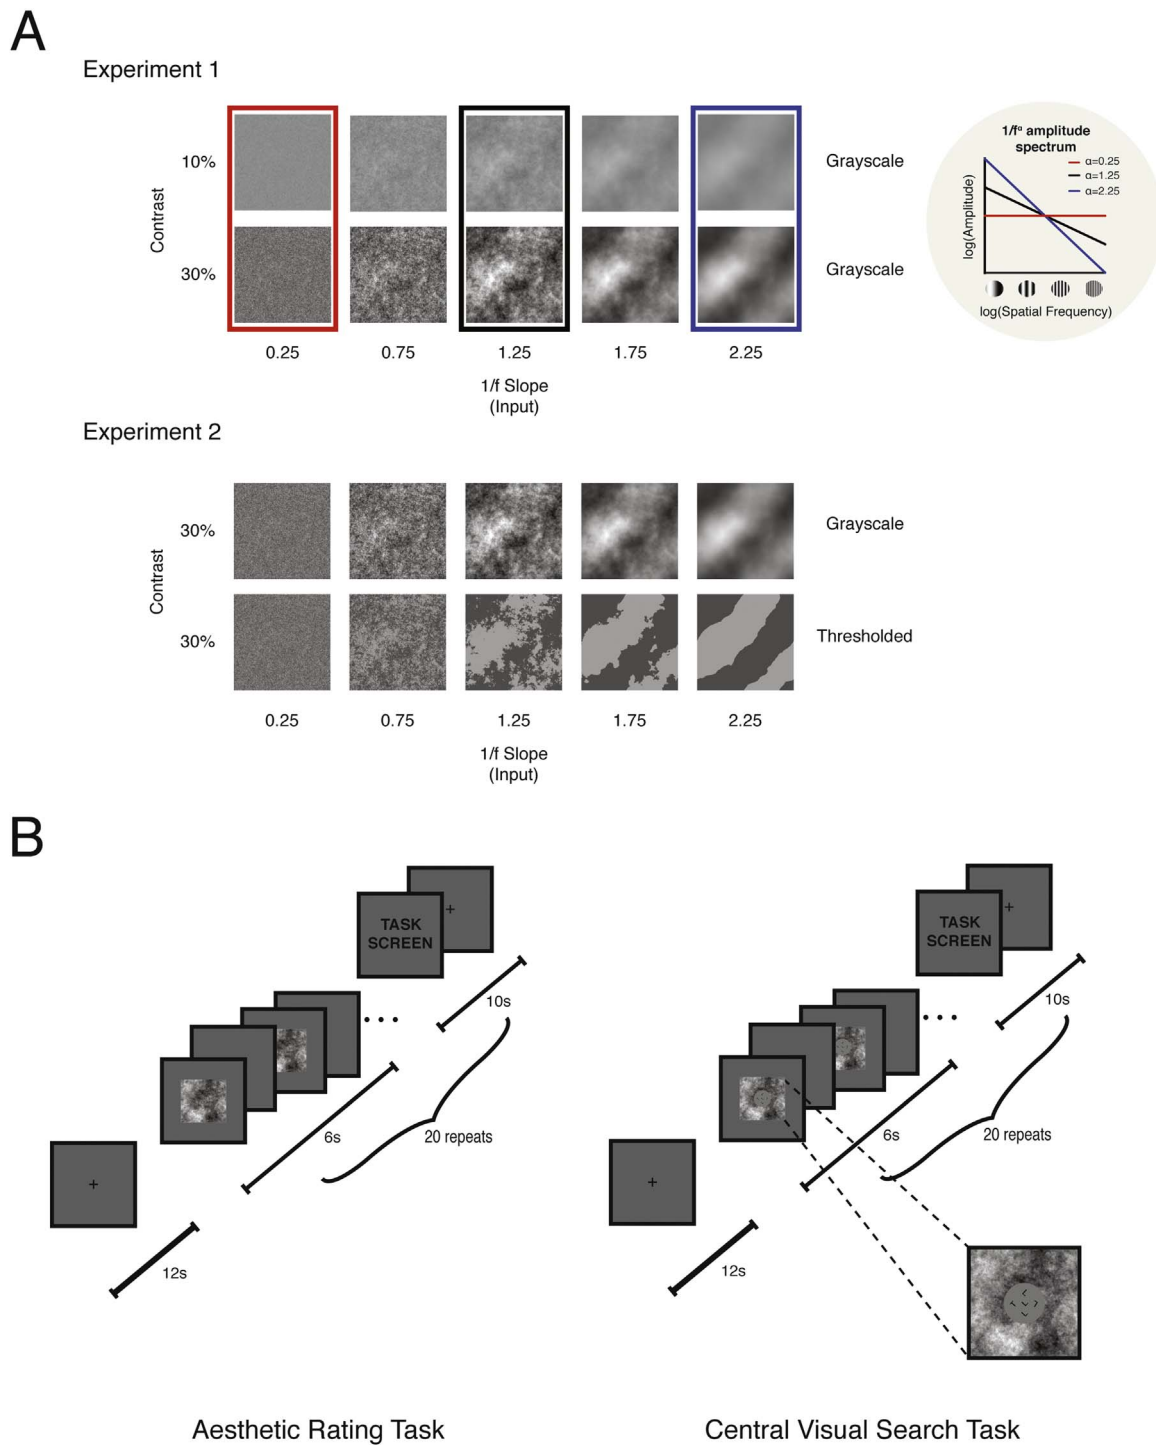 A
Experiment 1
Contrast
10%
Grayscale
30%
Grayscale
0.25 0.75 1.25 1.75 2.25
1/f Slope
(Input)
1/fᵅ amplitude
spectrum
α=0.25
α=1.25
α=2.25
log(Amplitude)
log(Spatial Frequency)
Experiment 2
Contrast
30%
Grayscale
30%
Thresholded
0.25 0.75 1.25 1.75 2.25
1/f Slope
(Input)
B
+
TASK
SCREEN
+
10s
6s
20 repeats
12s
Aesthetic Rating Task
+
TASK
SCREEN
+
10s
6s
20 repeats
12s
Central Visual Search Task